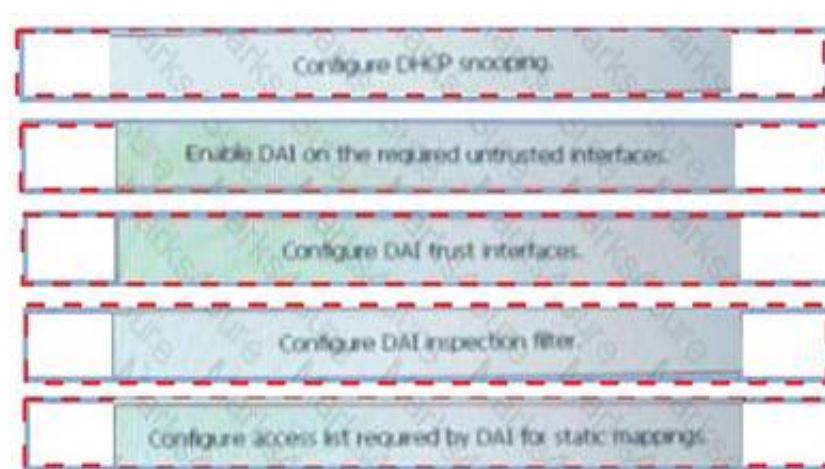 Configure DHCP snooping.
Enable DAI on the required untrusted interfaces.
Configure DAI trust interfaces.
Configure DAI inspection filter.
Configure access list required by DAI for static mappings.